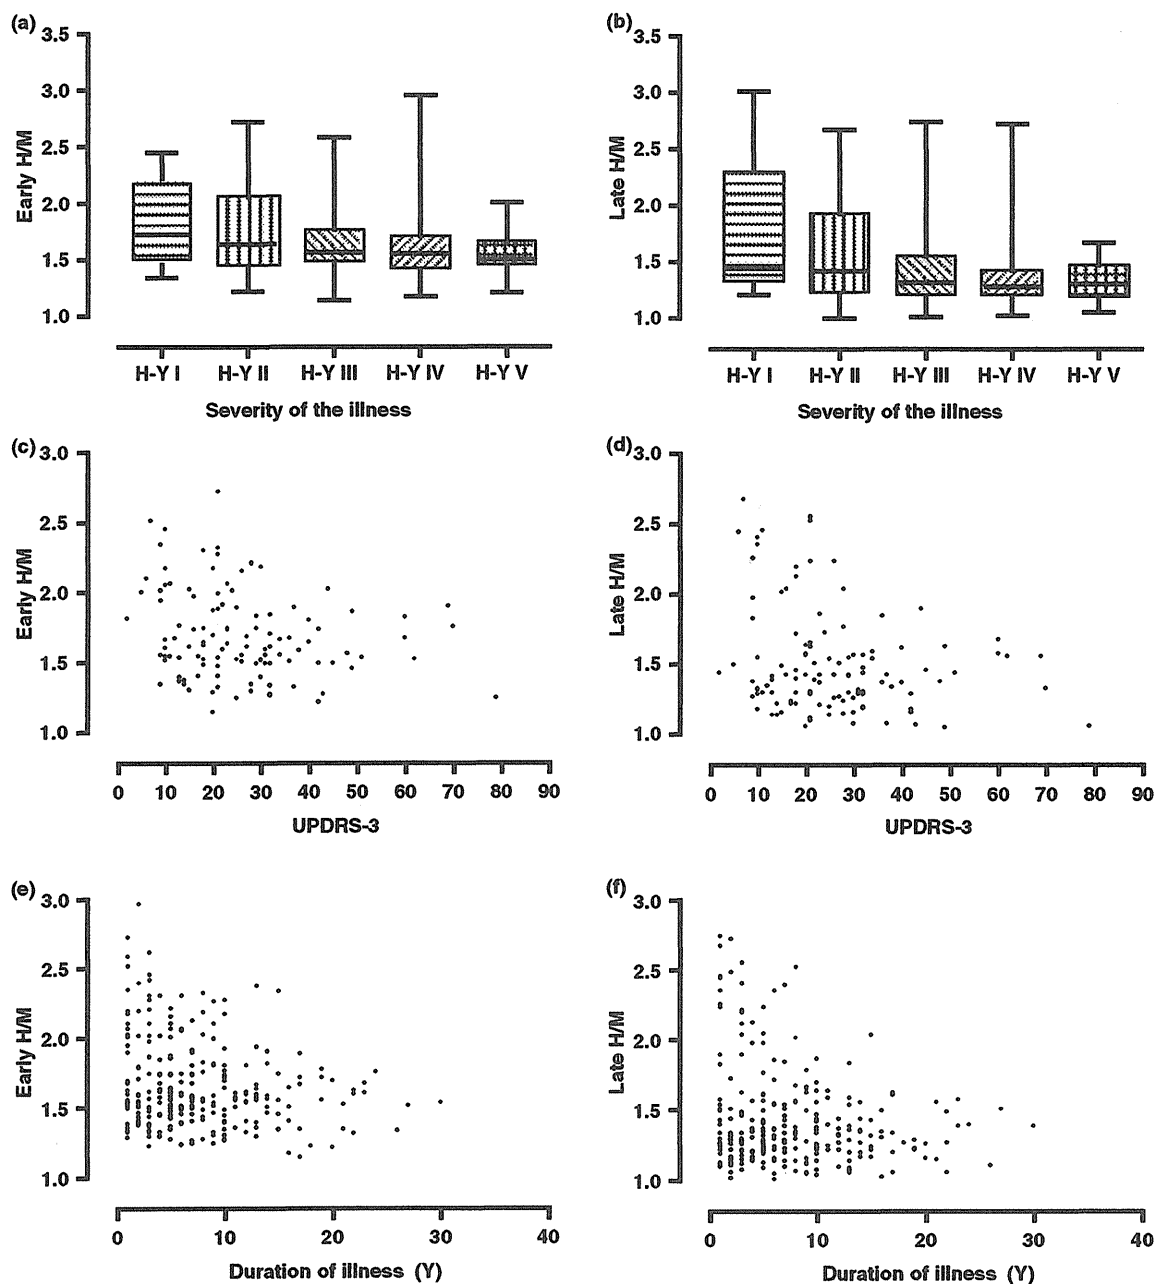 (a)
3.5
3.0
2.5
2.0
1.5
1.0
Early H/M
H-Y I H-Y II H-Y III H-Y IV H-Y V
Severity of the illness
(b)
3.5
3.0
2.5
2.0
1.5
1.0
Late H/M
H-Y I H-Y II H-Y III H-Y IV H-Y V
Severity of the illness
(c)
3.0
2.5
2.0
1.5
1.0
Early H/M
0 10 20 30 40 50 60 70 80 90
UPDRS-3
(d)
3.0
2.5
2.0
1.5
1.0
Late H/M
0 10 20 30 40 50 60 70 80 90
UPDRS-3
(e)
3.0
2.5
2.0
1.5
1.0
Early H/M
0 10 20 30 40
Duration of illness (Y)
(f)
3.0
2.5
2.0
1.5
1.0
Late H/M
0 10 20 30 40
Duration of illness (Y)